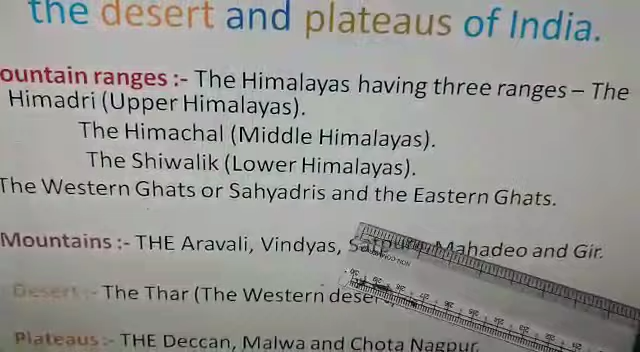 the desert and plateaus of India.
ountain ranges :- The Himalayas having three ranges – The
Himadri (Upper Himalayas).
The Himachal (Middle Himalayas).
The Shiwalik (Lower Himalayas).
The Western Ghats or Sahyadris and the Eastern Ghats.
Mountains :- THE Aravali, Vindyas, Mahadeo and Gir.
Desert :- The Thar (The Western deser
Plateaus :- THE Deccan, Malwa and Chota Nagpur.